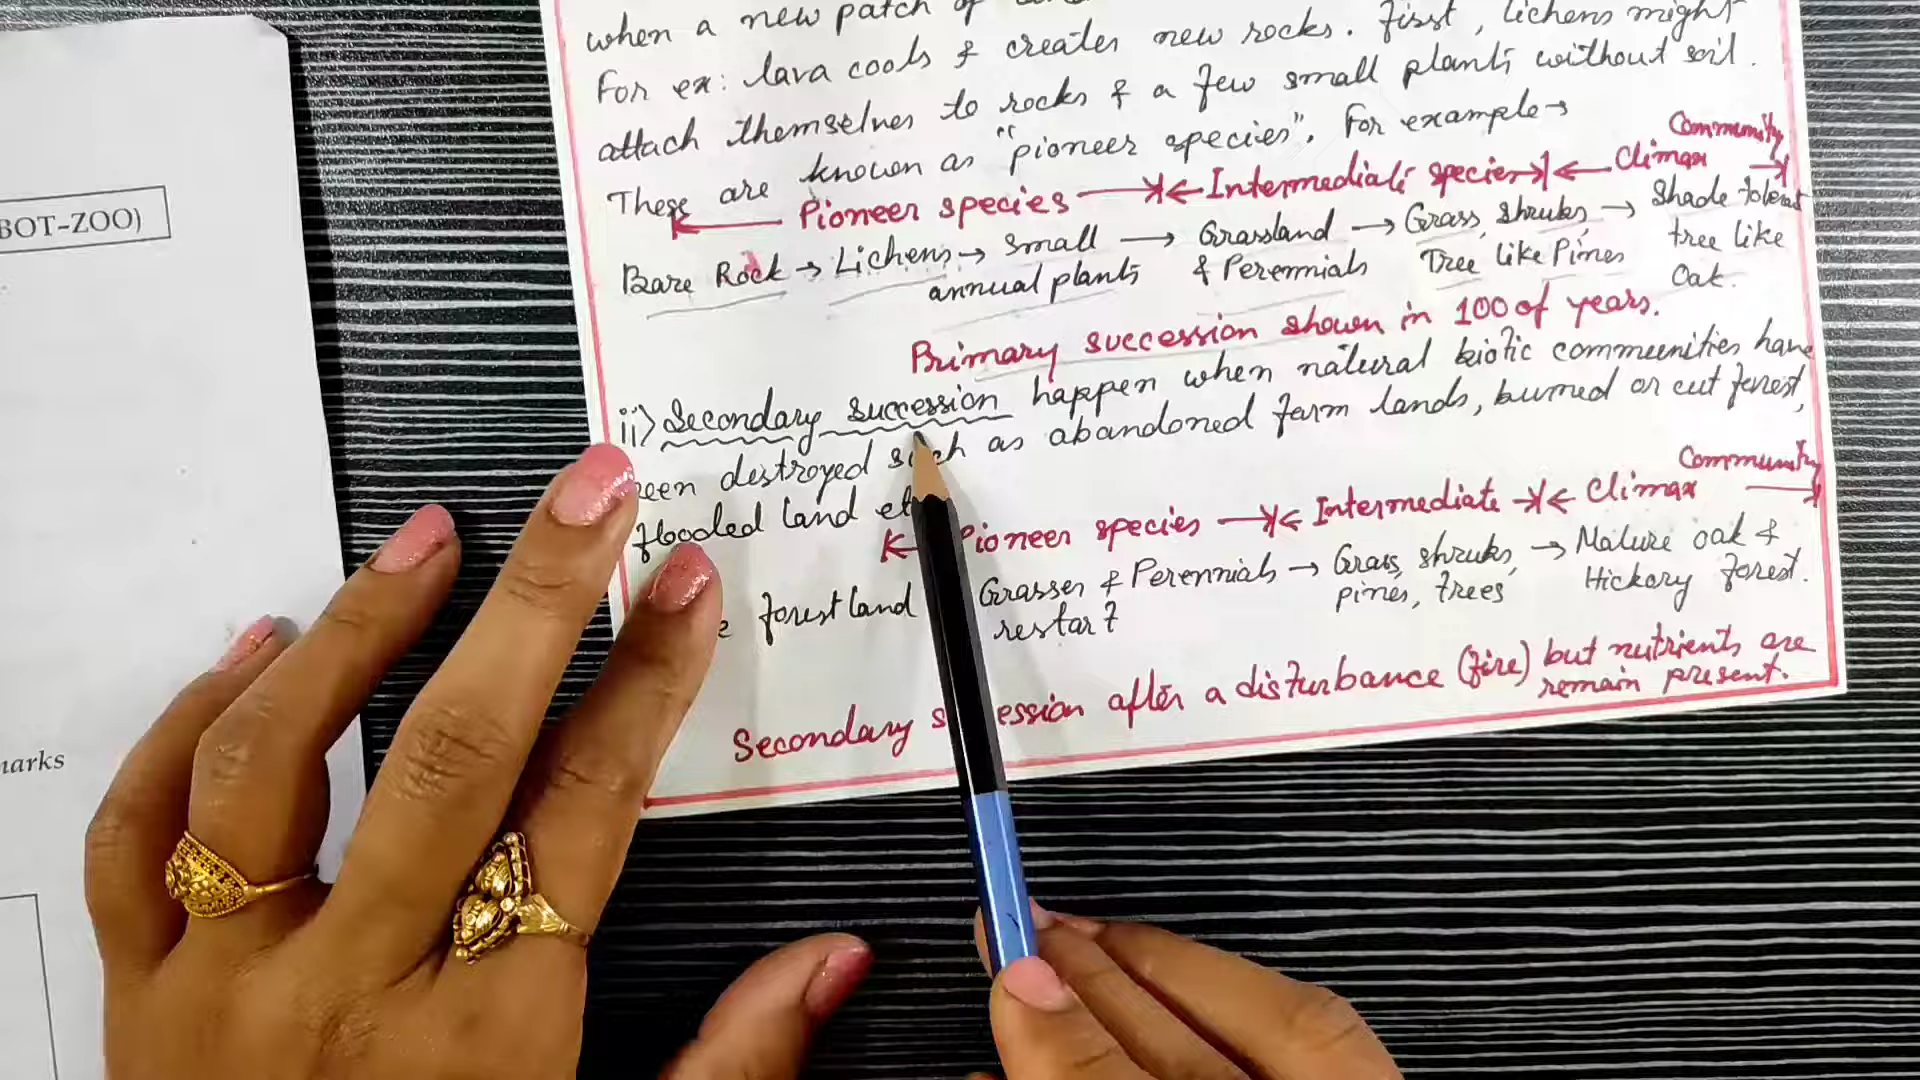 when a new patch of
For ex: lava cools & creates new rocks. First, lichens might
attach themselves to rocks & a few small plants without soil.
These are known as "pioneer species". For example→
Pioneer species Intermediate species Climax Community
Bare Rock → Lichens → Small annual plants → Grassland & Perennials → Grass, shrubs, Tree like Pines → Shade tolerant tree like Oak.
Primary succession shown in 100 of years.
ii) Secondary succession happen when natural biotic communities have
been destroyed such as abandoned farm lands, burned or cut forest,
flooded land
Pioneer species Intermediate Climax Community
forest land Grasses & Perennials restart → Grass, shrubs, pines, trees → Mature oak & Hickory forest.
Secondary succession after a disturbance (fire) but nutrients are
remain present.
BOT-ZOO)
marks